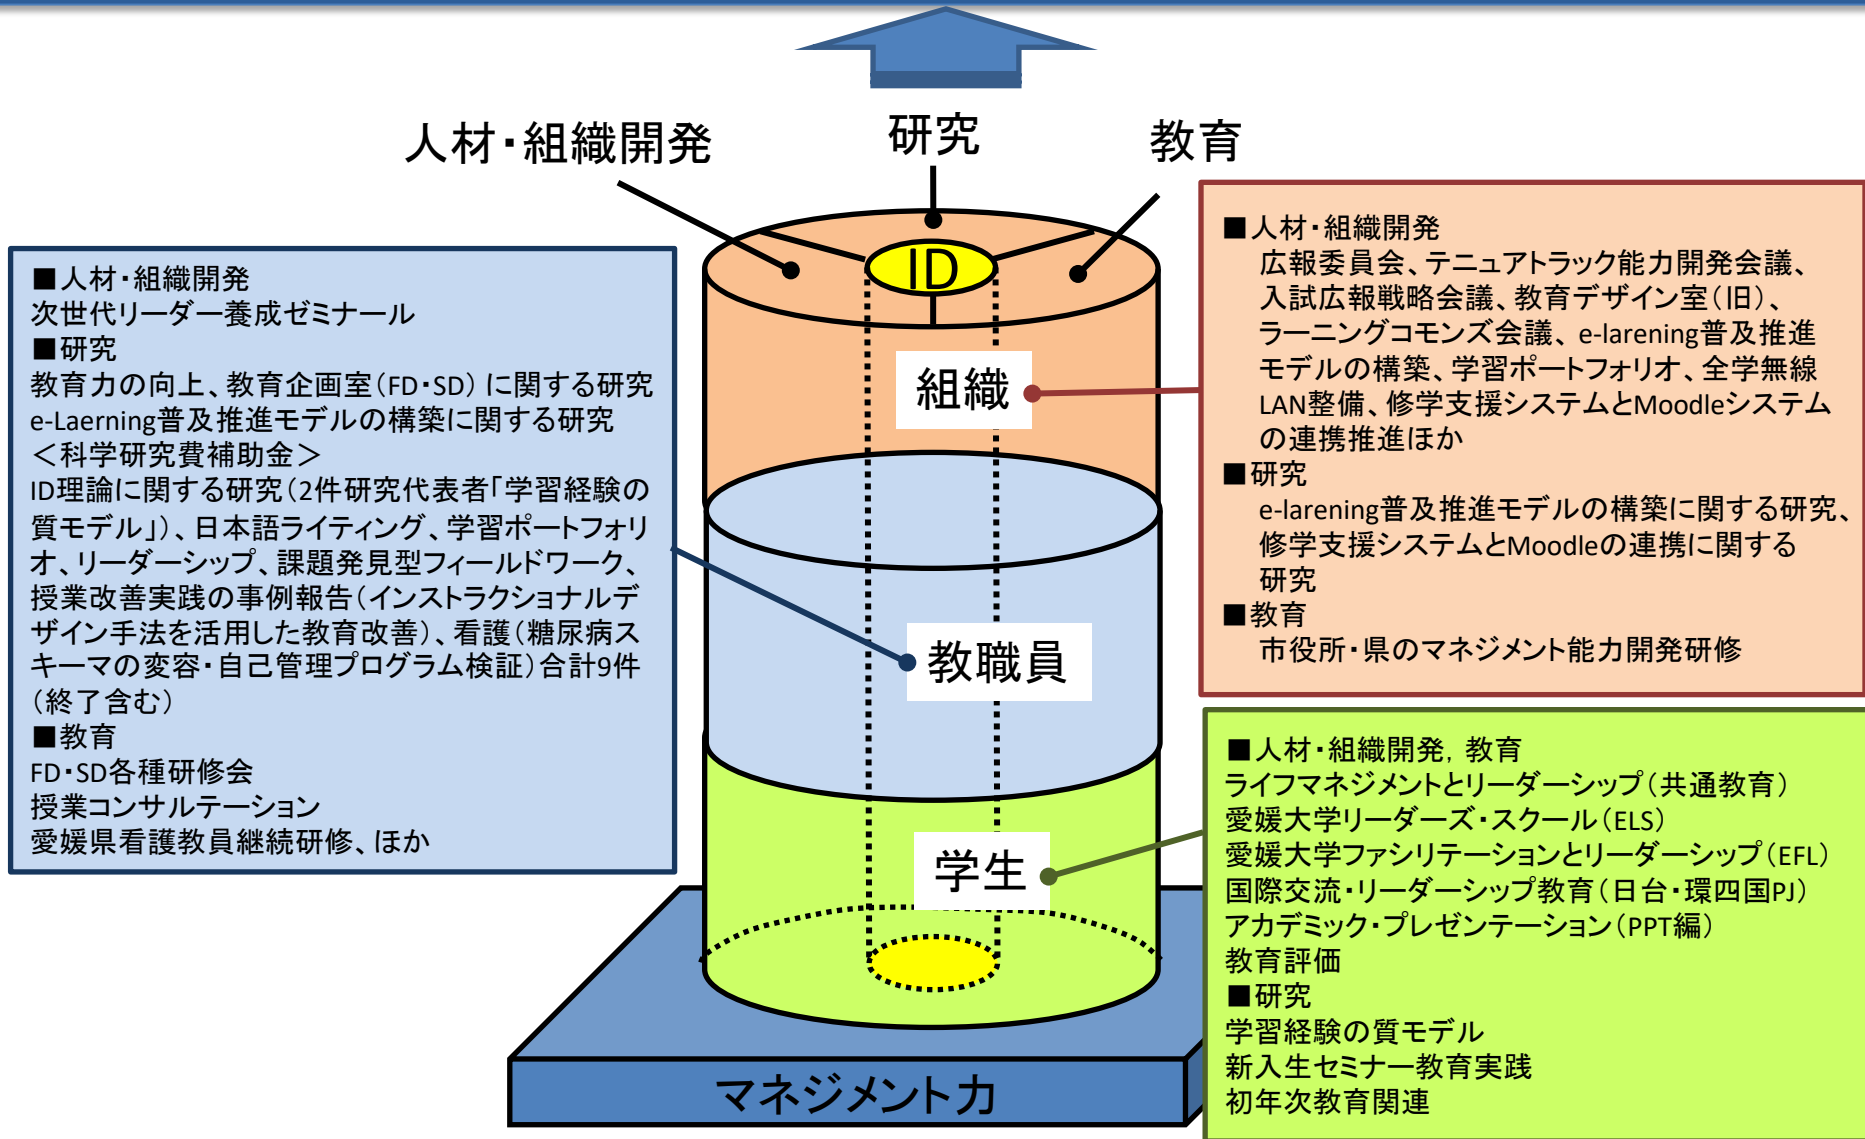 人材・組織開発
研究
教育
ID
組織
教職員
学生
マネジメント力
■人材・組織開発
次世代リーダー養成ゼミナール
■研究
教育力の向上、教育企画室（FD・SD）に関する研究
e-Laerning普及推進モデルの構築に関する研究
＜科学研究費補助金＞
ID理論に関する研究（2件研究代表者「学習経験の
質モデル」）、日本語ライティング、学習ポートフォリ
オ、リーダーシップ、課題発見型フィールドワーク、
授業改善実践の事例報告（インストラクショナルデ
ザイン手法を活用した教育改善）、看護（糖尿病ス
キーマの変容・自己管理プログラム検証）合計9件
（終了含む）
■教育
FD・SD各種研修会
授業コンサルテーション
愛媛県看護教員継続研修、ほか
■人材・組織開発
広報委員会、テニュアトラック能力開発会議、
入試広報戦略会議、教育デザイン室（旧）、
ラーニングコモンズ会議、e-larening普及推進
モデルの構築、学習ポートフォリオ、全学無線
LAN整備、修学支援システムとMoodleシステム
の連携推進ほか
■研究
e-larening普及推進モデルの構築に関する研究、
修学支援システムとMoodleの連携に関する
研究
■教育
市役所・県のマネジメント能力開発研修
■人材・組織開発，教育
ライフマネジメントとリーダーシップ（共通教育）
愛媛大学リーダーズ・スクール（ELS）
愛媛大学ファシリテーションとリーダーシップ（EFL）
国際交流・リーダーシップ教育（日台・環四国PJ）
アカデミック・プレゼンテーション（PPT編）
教育評価
■研究
学習経験の質モデル
新入生セミナー教育実践
初年次教育関連